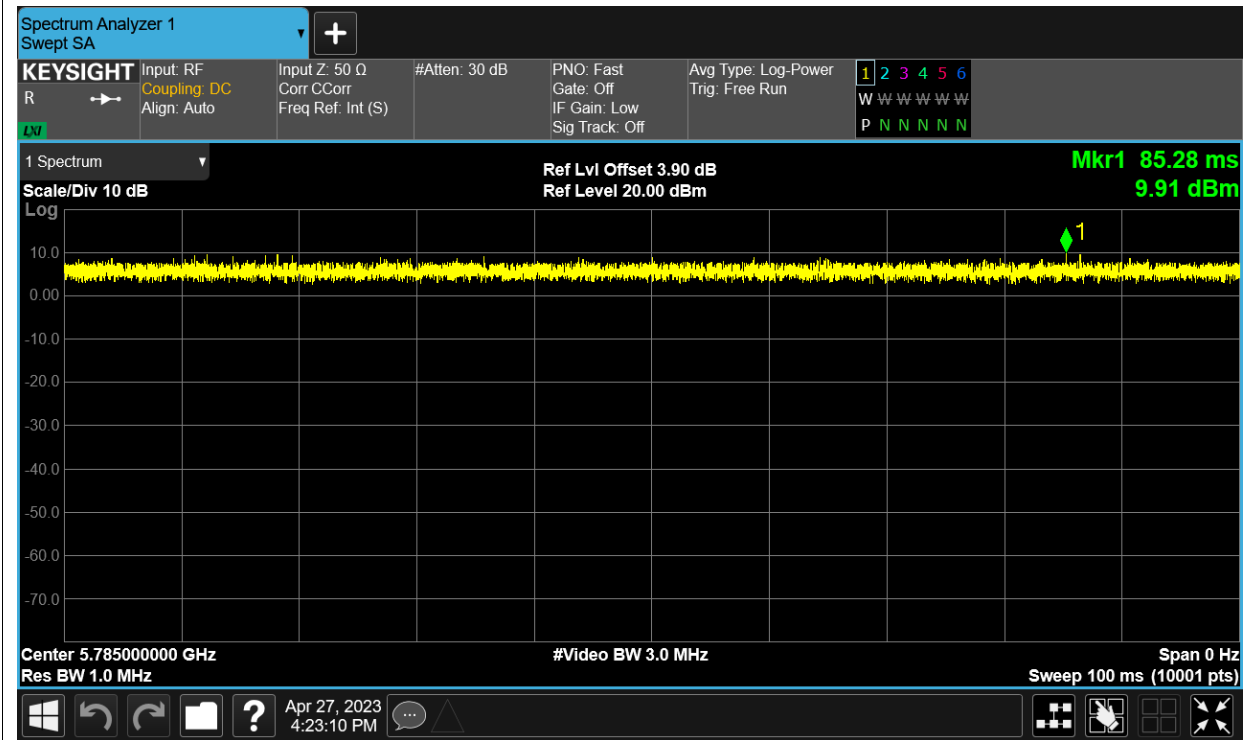 Spectrum Analyzer 1
Swept SA
KEYSIGHT
R
LXI
Input: RF
Coupling: DC
Align: Auto
Input Z: 50 Ω
Corr CCorr
Freq Ref: Int (S)
#Atten: 30 dB
PNO: Fast
Gate: Off
IF Gain: Low
Sig Track: Off
Avg Type: Log-Power
Trig: Free Run
1 2 3 4 5 6
W W W W W W
P N N N N N
1 Spectrum
Scale/Div 10 dB
Log
Ref Lvl Offset 3.90 dB
Ref Level 20.00 dBm
Mkr1 85.28 ms
9.91 dBm
1
10.0
0.00
-10.0
-20.0
-30.0
-40.0
-50.0
-60.0
-70.0
Center 5.785000000 GHz
Res BW 1.0 MHz
#Video BW 3.0 MHz
Span 0 Hz
Sweep 100 ms (10001 pts)
?
Apr 27, 2023
4:23:10 PM